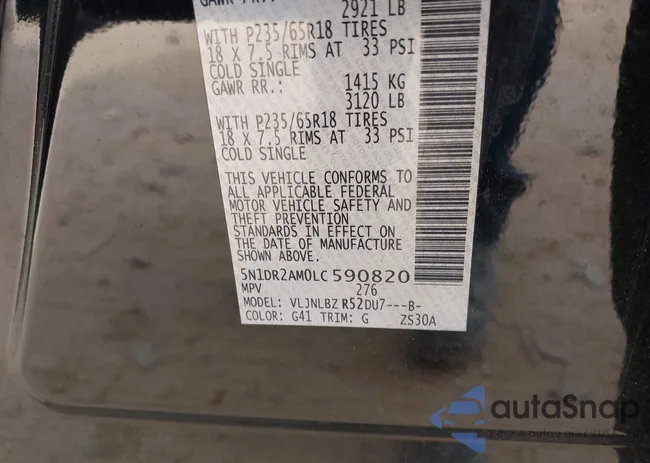 2921 LB
WITH P235/65R18 TIRES
18 X 7.5 RIMS AT 33 PSI
COLD SINGLE
GAWR RR.: 1415 KG
3120 LB
WITH P235/65R18 TIRES
18 X 7.5 RIMS AT 33 PSI
COLD SINGLE
THIS VEHICLE CONFORMS TO
ALL APPLICABLE FEDERAL
MOTOR VEHICLE SAFETY AND
THEFT PREVENTION
STANDARDS IN EFFECT ON
THE DATE OF MANUFACTURE
SHOWN ABOVE.
5N1DR2AM0LC590820
MPV 276
MODEL: VLJNLBZ R52DU7---B-
COLOR: G41 TRIM: G ZS30A
autoSnap